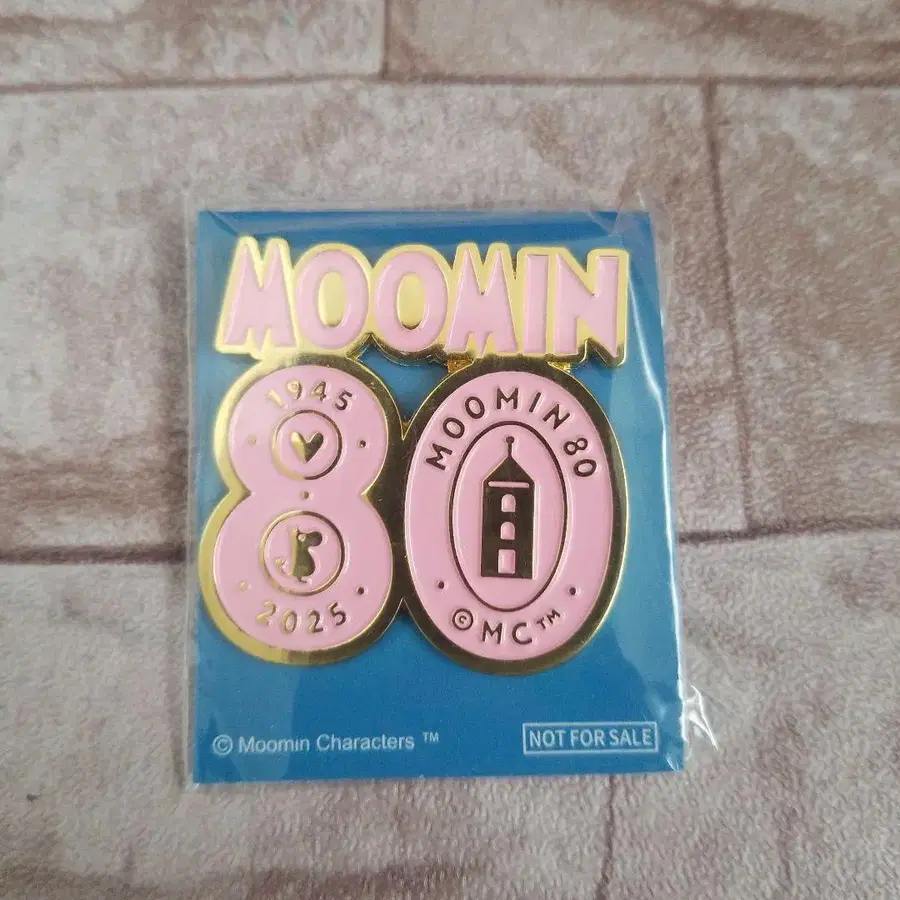 MOOMIN
1945
2025
MOOMIN 80
© MC™
© Moomin Characters ™
NOT FOR SALE